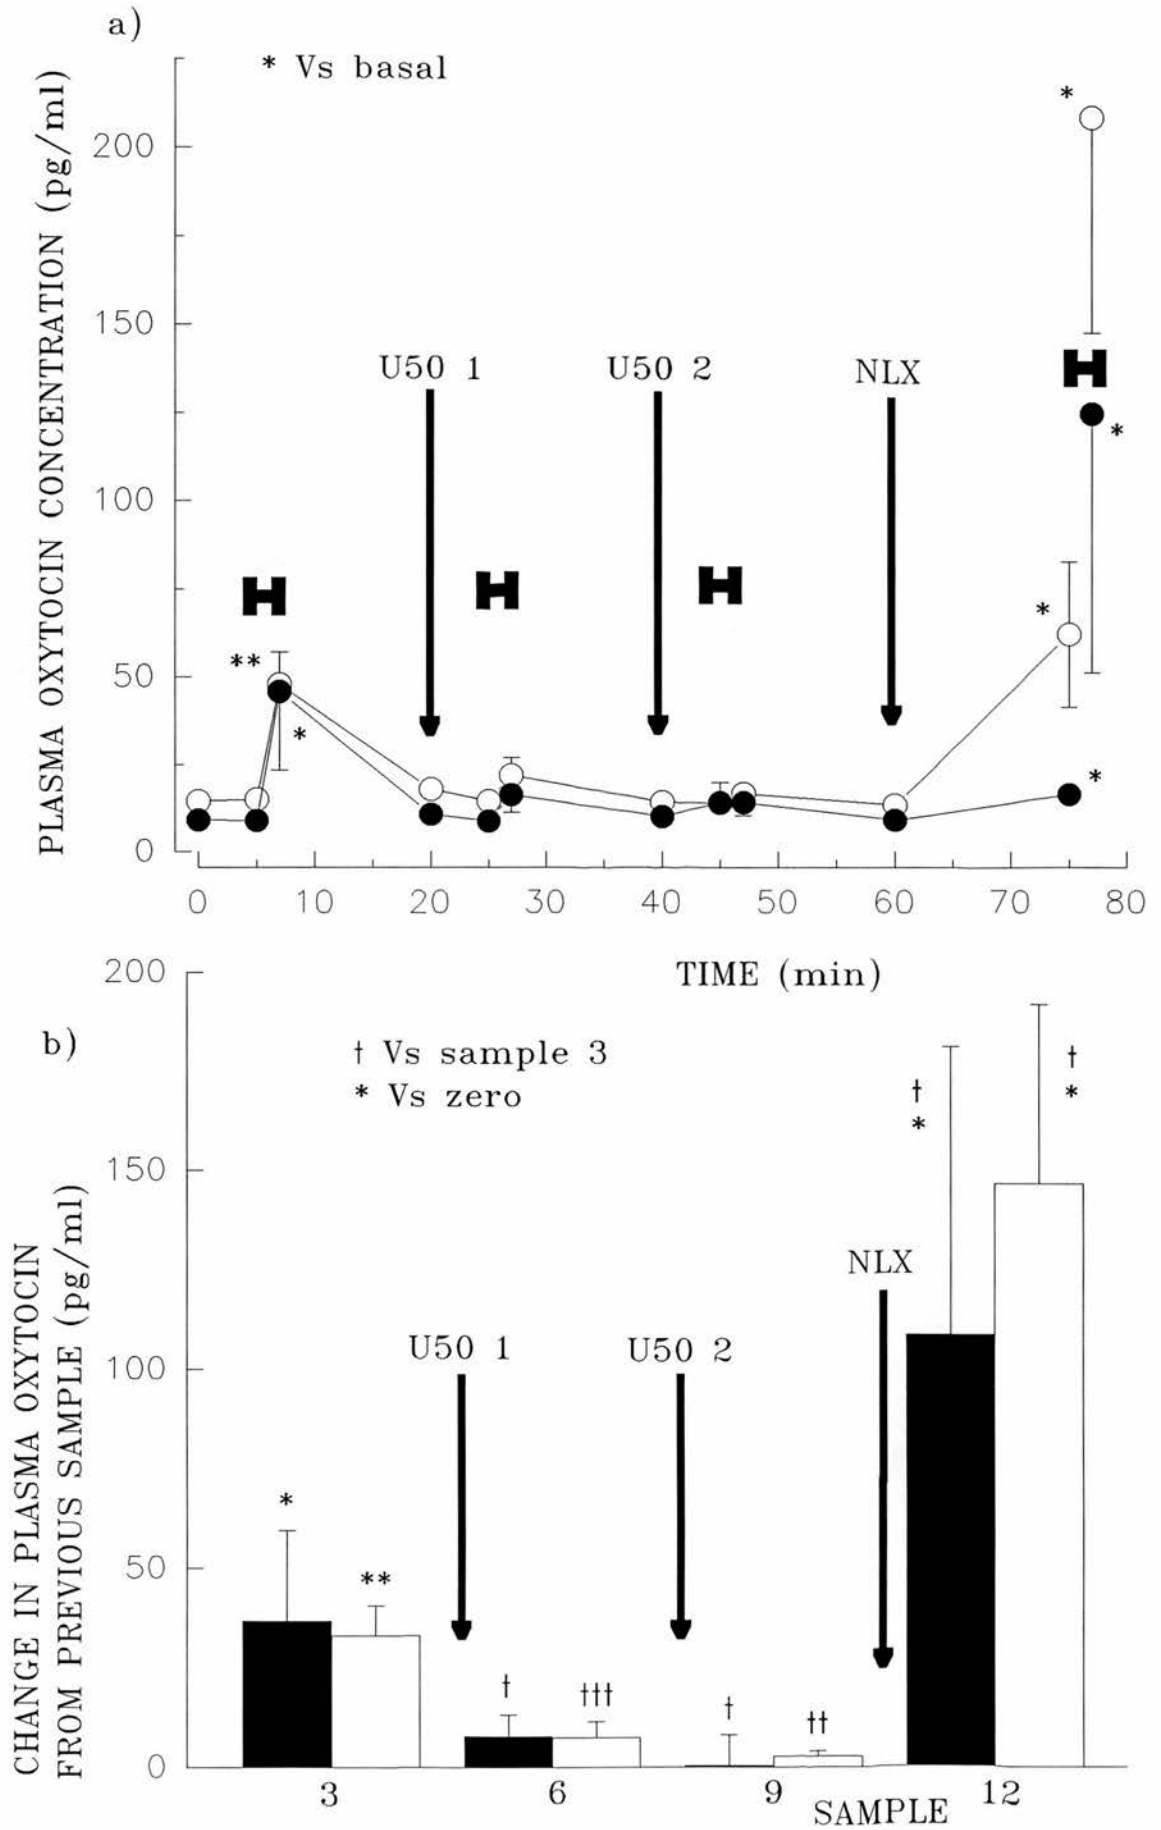 a)
* Vs basal
PLASMA OXYTOCIN CONCENTRATION (pg/ml)
200
150
100
50
0
U50 1
U50 2
NLX
*
*
*
*
**
*
0 10 20 30 40 50 60 70 80
TIME (min)
b)
† Vs sample 3
* Vs zero
CHANGE IN PLASMA OXYTOCIN
FROM PREVIOUS SAMPLE (pg/ml)
200
150
100
50
0
U50 1
U50 2
NLX
*
**
†
†††
†
††
†
*
†
*
3 6 9 12
SAMPLE